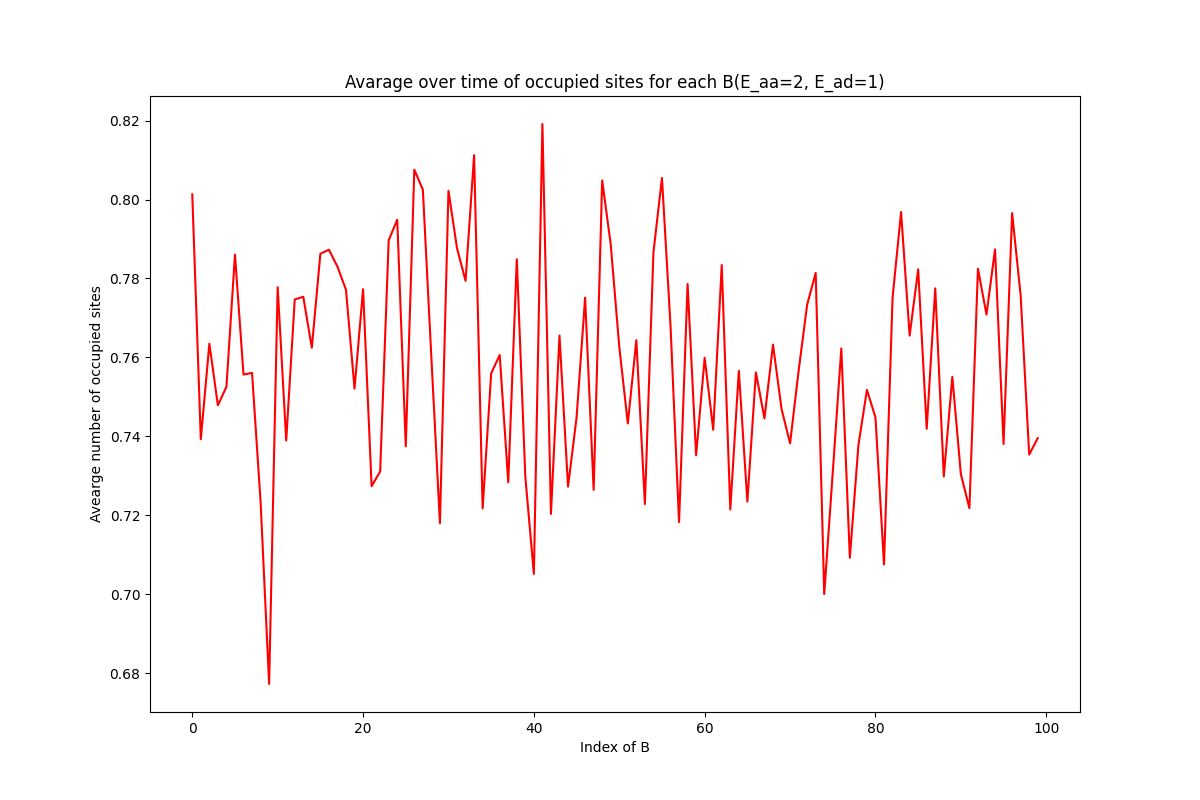 Avarage over time of occupied sites for each B(E_aa=2, E_ad=1)
Avearge number of occupied sites
0.82
0.80
0.78
0.76
0.74
0.72
0.70
0.68
0 20 40 60 80 100
Index of B